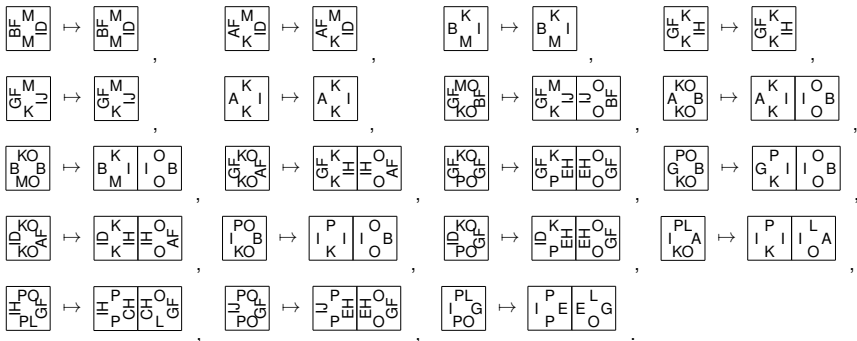 BF M ID M ↦ BF M ID M , AF M ID K ↦ AF M ID K , B K I M ↦ B K I M , GF K IH K ↦ GF K IH K ,
GF M IJ K ↦ GF M IJ K , A K I K ↦ A K I K , GF MO BF KO ↦ GF M IJ K IJ O BF O , A KO B KO ↦ A K I K I O B O ,
B KO B MO ↦ B K I M I O B O , GF KO AF KO ↦ GF K IH K IH O AF O , GF KO GF PO ↦ GF K EH P EH O GF O , G PO B KO ↦ G P I K I O B O ,
ID KO AF KO ↦ ID K IH K IH O AF O , I PO B KO ↦ I P I K I O B O , ID KO GF PO ↦ ID K EH P EH O GF O , I PL A KO ↦ I P I K I L A O ,
IH PO GF PL ↦ IH P CH P CH O GF L , IJ PO GF PO ↦ IJ P EH P EH O GF O , I PL G PO ↦ I P E P E L G O .